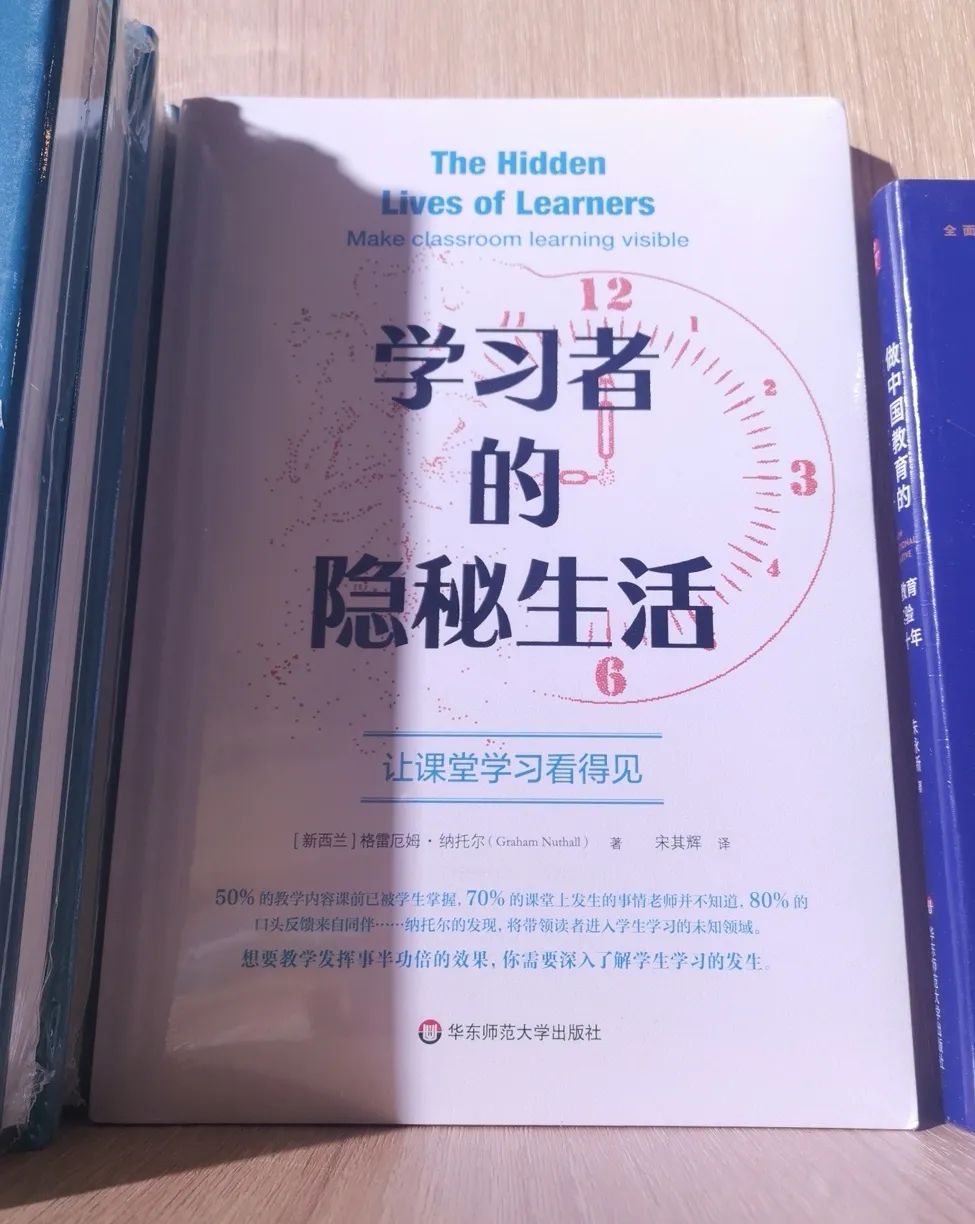 The Hidden
Lives of Learners
Make classroom learning visible
12
1
2
3
4
6
学习者
的
隐秘生活
让课堂学习看得见
[新西兰]格雷厄姆·纳托尔(Graham Nuthall) 著 宋其辉 译
50%的教学内容课前已被学生掌握,70%的课堂上发生的事情老师并不知道,80%的
口头反馈来自同伴……纳托尔的发现,将带领读者进入学生学习的未知领域。
想要教学发挥事半功倍的效果,你需要深入了解学生学习的发生。
华东师范大学出版社
全面
做中国教育的
教育
十年